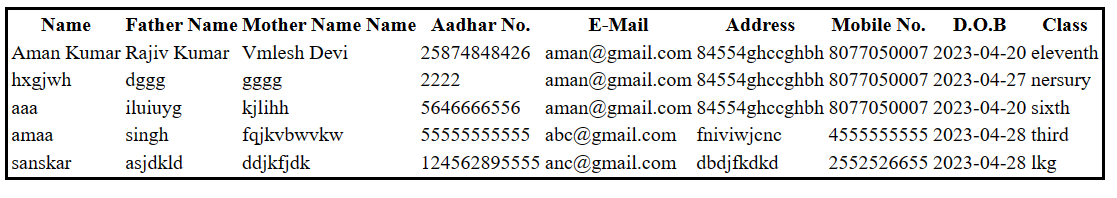 Name Father Name Mother Name Name Aadhar No. E-Mail Address Mobile No. D.O.B Class
Aman Kumar Rajiv Kumar Vmlesh Devi 25874848426 aman@gmail.com 84554ghccghbh 8077050007 2023-04-20 eleventh
hxgjwh dggg gggg 2222 aman@gmail.com 84554ghccghbh 8077050007 2023-04-27 nersury
aaa iluiuyg kjlihh 5646666556 aman@gmail.com 84554ghccghbh 8077050007 2023-04-20 sixth
amaa singh fqjkvbwvkw 55555555555 abc@gmail.com fniviwjcnc 4555555555 2023-04-28 third
sanskar asjdkld ddjkfjdk 124562895555 anc@gmail.com dbdjfkdkd 2552526655 2023-04-28 lkg